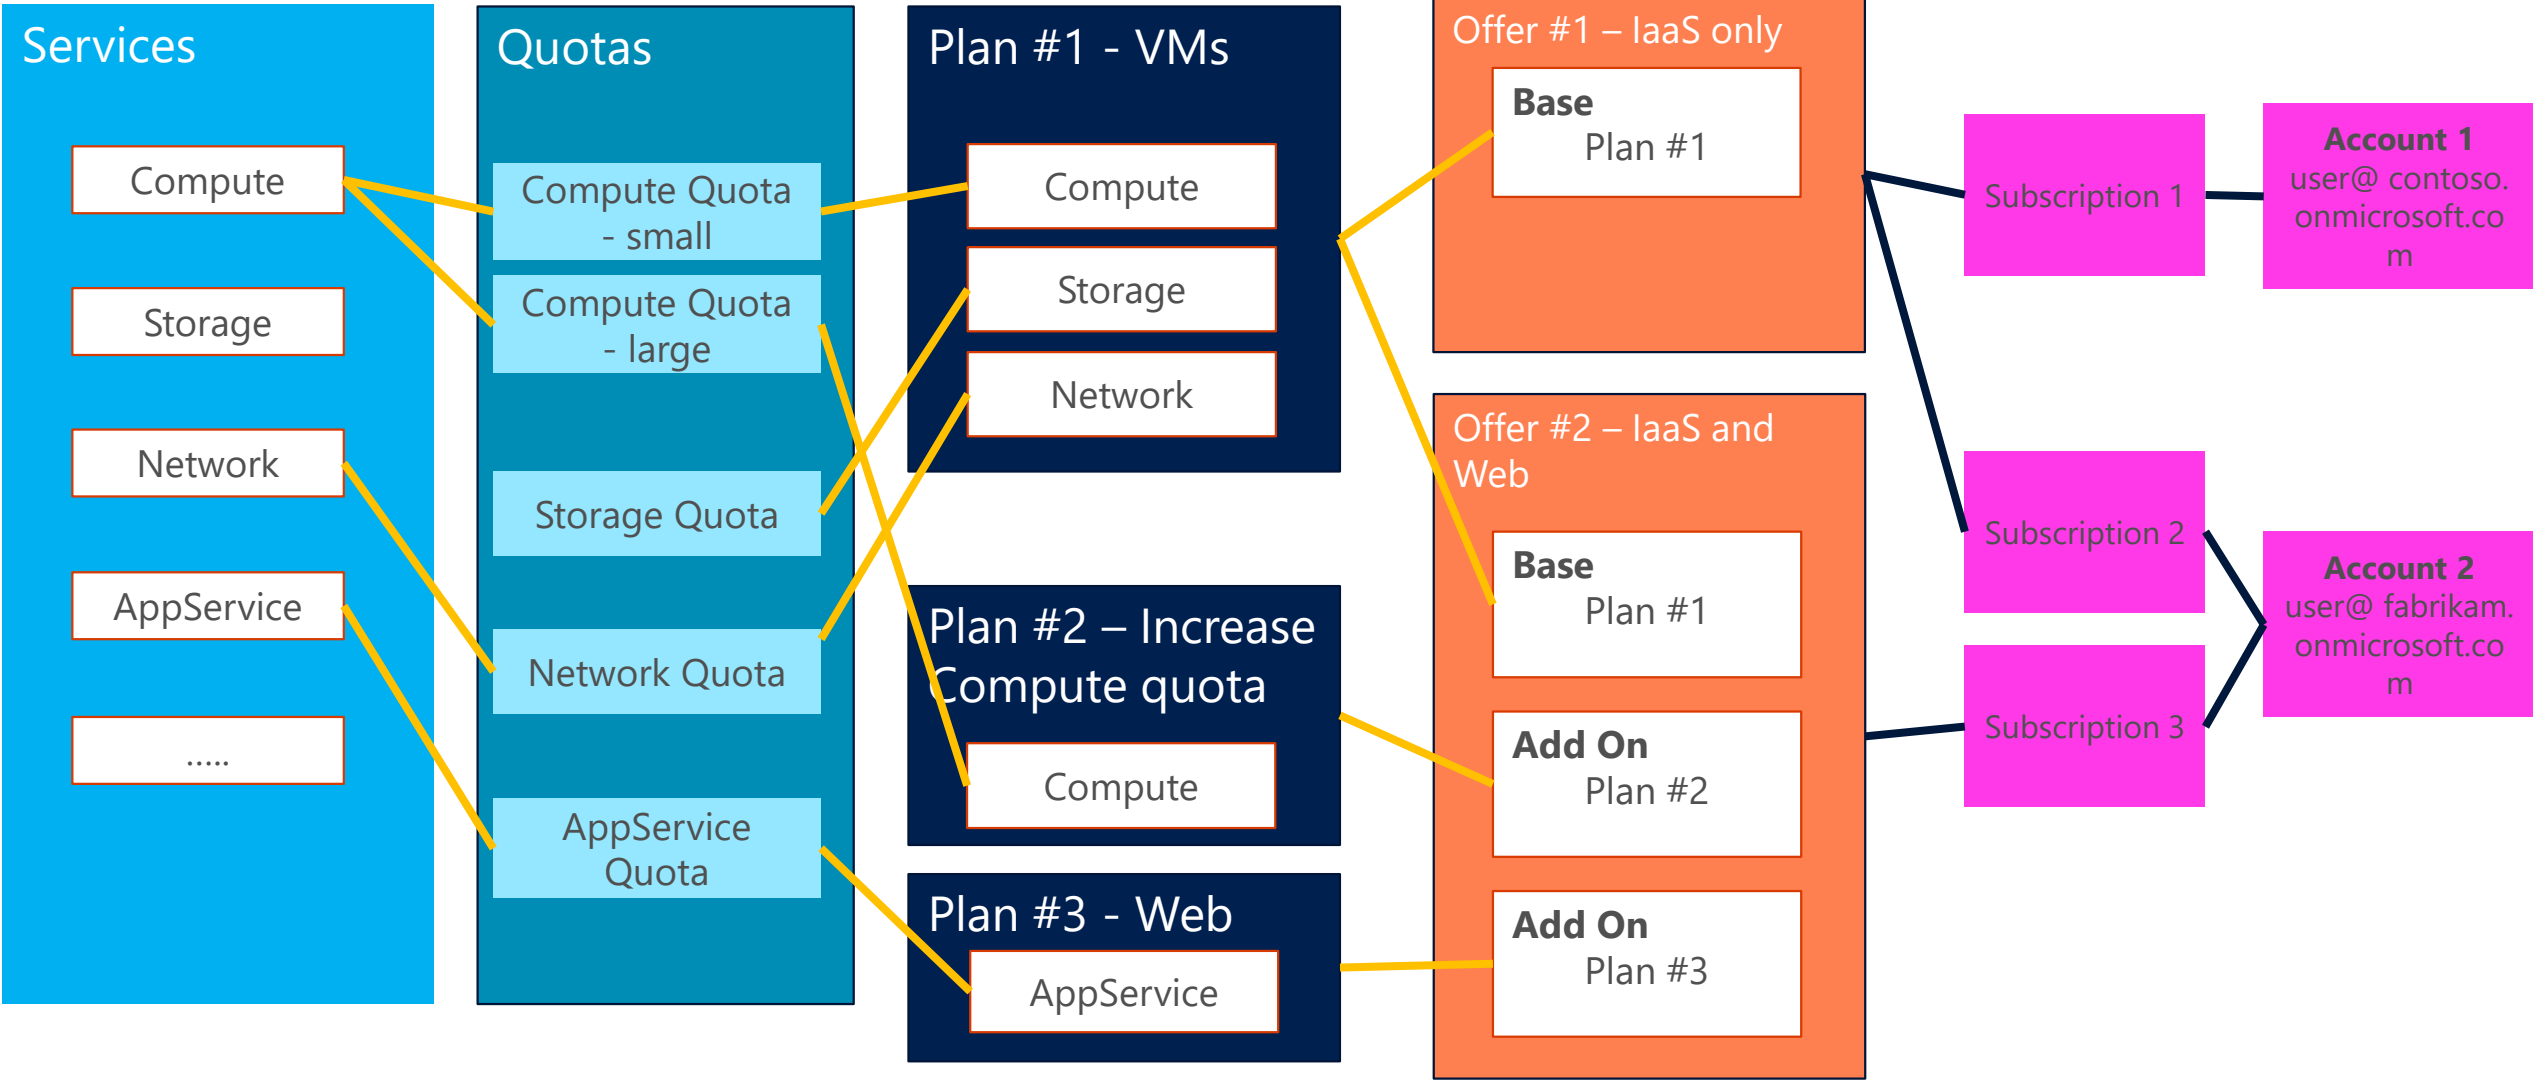 Services
Compute
Storage
Network
AppService
.....
Quotas
Compute Quota
- small
Compute Quota
- large
Storage Quota
Network Quota
AppService
Quota
Plan #1 - VMs
Compute
Storage
Network
Plan #2 – Increase
Compute quota
Compute
Plan #3 - Web
AppService
Offer #1 – IaaS only
Base
Plan #1
Offer #2 – IaaS and
Web
Base
Plan #1
Add On
Plan #2
Add On
Plan #3
Subscription 1
Subscription 2
Subscription 3
Account 1
user@ contoso.
onmicrosoft.co
m
Account 2
user@ fabrikam.
onmicrosoft.co
m